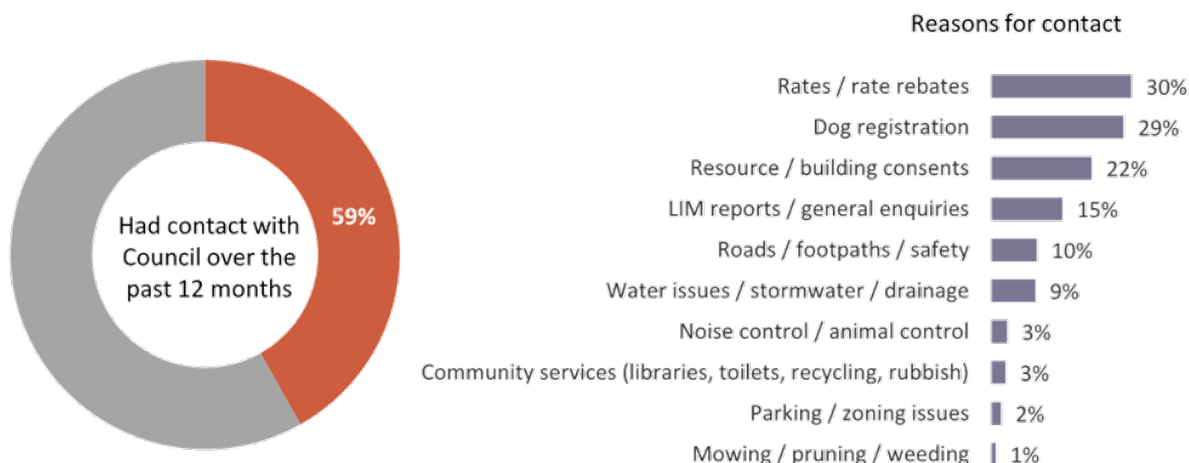 Reasons for contact
59%
Had contact with
Council over the
past 12 months
Rates / rate rebates 30%
Dog registration 29%
Resource / building consents 22%
LIM reports / general enquiries 15%
Roads / footpaths / safety 10%
Water issues / stormwater / drainage 9%
Noise control / animal control 3%
Community services (libraries, toilets, recycling, rubbish) 3%
Parking / zoning issues 2%
Mowing / pruning / weeding 1%